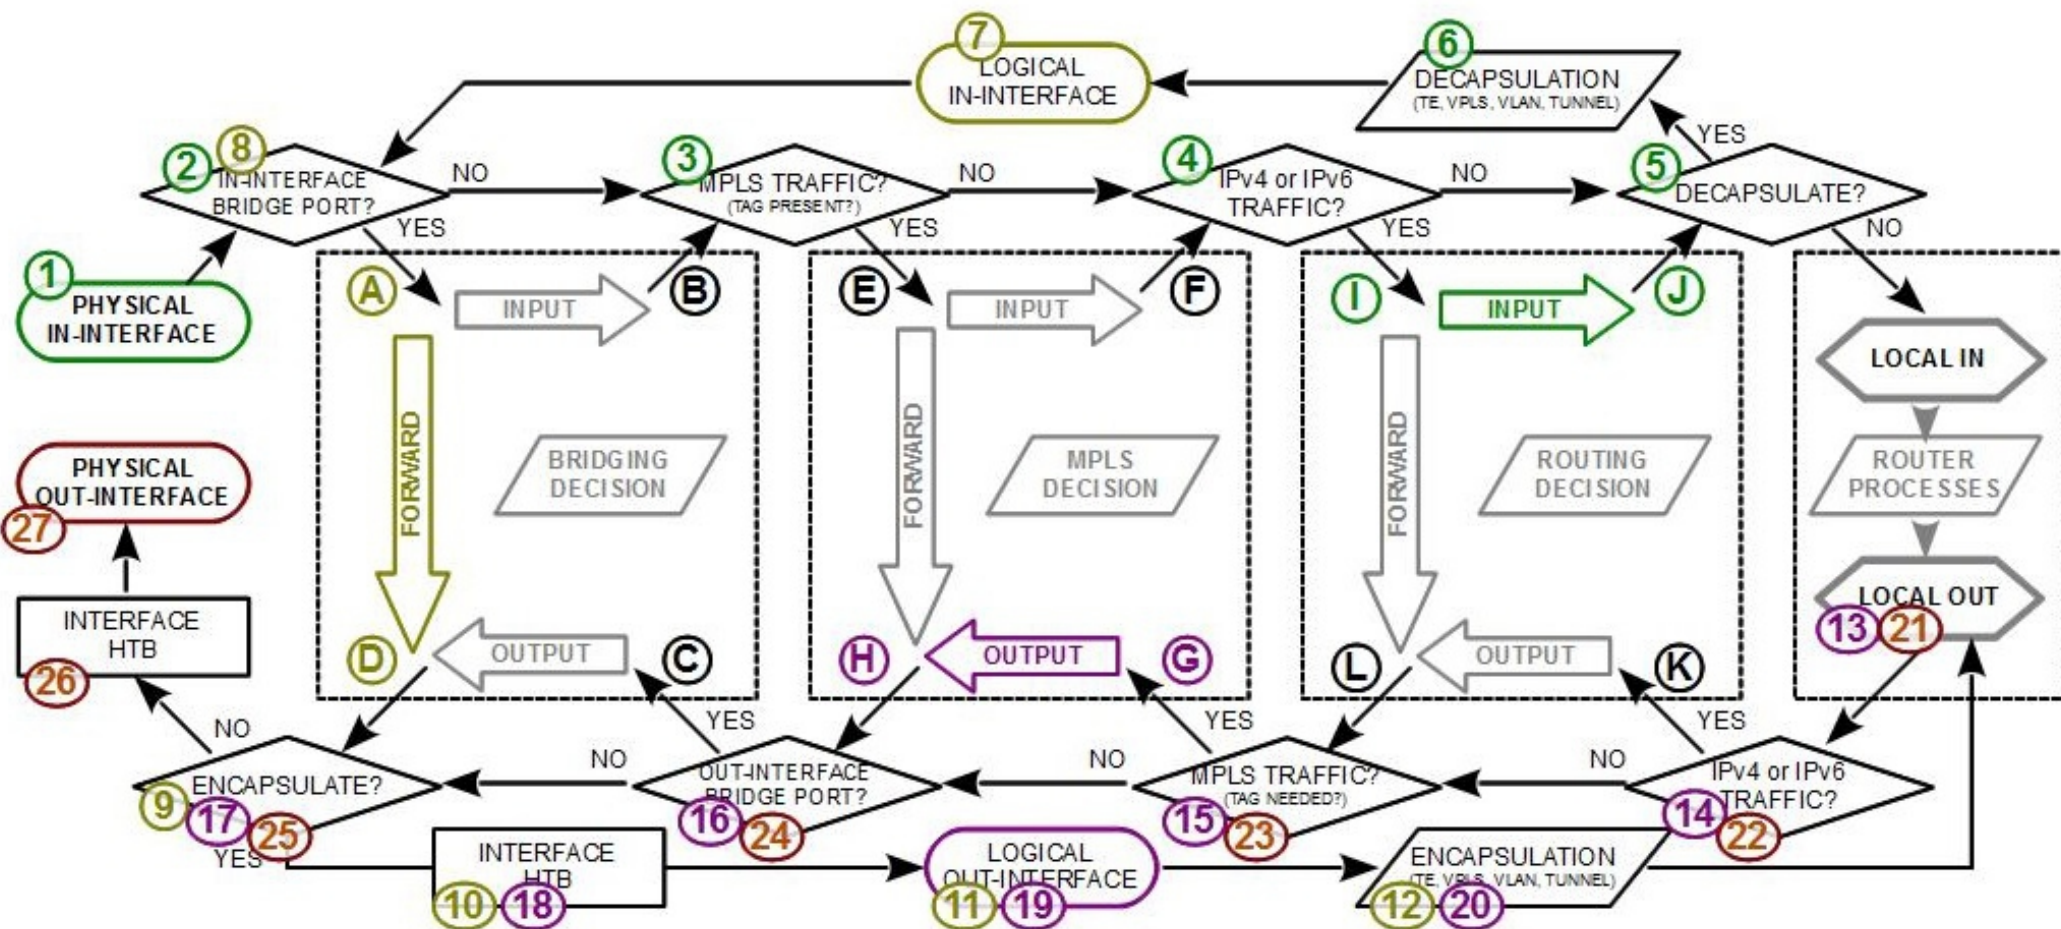 7
LOGICAL
IN-INTERFACE
6
DECAPSULATION
(TE, VPLS, VLAN, TUNNEL)
YES
2
8
IN-INTERFACE
BRIDGE PORT?
NO
YES
3
MPLS TRAFFIC?
(TAG PRESENT?)
NO
YES
4
IPv4 or IPv6
TRAFFIC?
NO
YES
5
DECAPSULATE?
NO
1
PHYSICAL
IN-INTERFACE
A
INPUT
B
E
INPUT
F
I
INPUT
J
LOCAL IN
FORWARD
BRIDGING
DECISION
FORWARD
MPLS
DECISION
FORWARD
ROUTING
DECISION
ROUTER
PROCESSES
PHYSICAL
OUT-INTERFACE
27
LOCAL OUT
13
21
INTERFACE
HTB
26
D
OUTPUT
C
H
OUTPUT
G
L
OUTPUT
K
NO
YES
YES
YES
ENCAPSULATE?
9
17
25
YES
NO
OUT-INTERFACE
BRIDGE PORT?
16
24
NO
MPLS TRAFFIC?
(TAG NEEDED?)
15
23
NO
IPv4 or IPv6
TRAFFIC?
14
22
INTERFACE
HTB
10
18
LOGICAL
OUT-INTERFACE
11
19
ENCAPSULATION
(TE, VPLS, VLAN, TUNNEL)
12
20